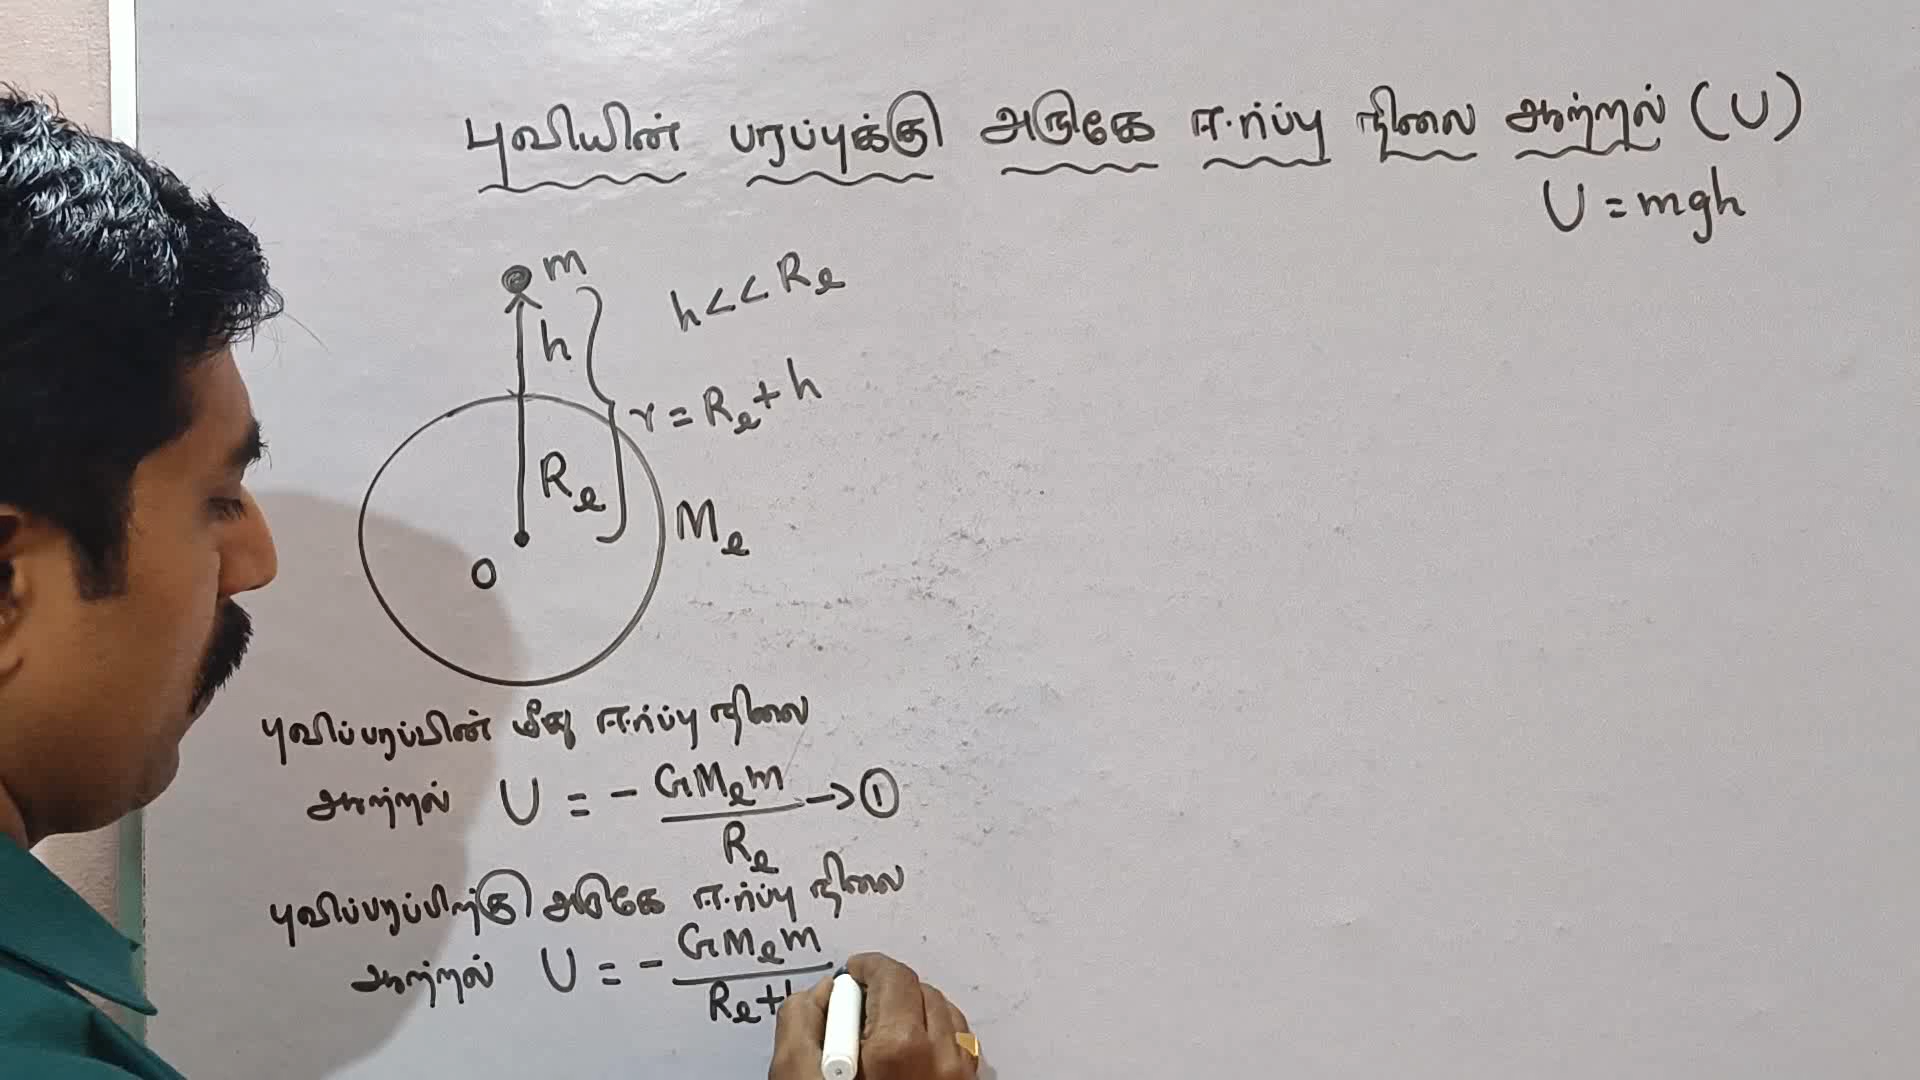 புவியின் பரப்புக்கு அருகே ஈர்ப்பு நிலை ஆற்றல் (U)
U = mgh
m
h << Re
h
r = Re + h
Re
Me
O
புவிப்பரப்பின் மீது ஈர்ப்பு நிலை
ஆற்றல் U = - GMem / Re → ①
புவிப்பரப்பிற்கு அருகே ஈர்ப்பு நிலை
ஆற்றல் U = - GMem / Re +